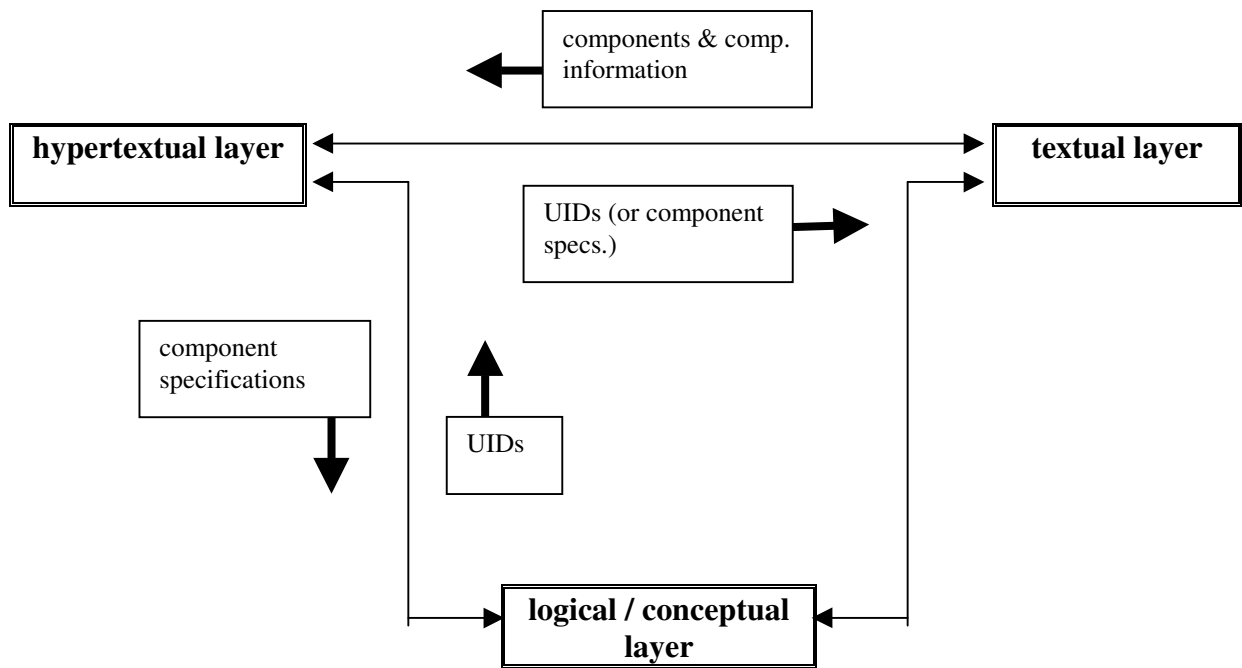 components & comp.
information
hypertextual layer
textual layer
UIDs (or component
specs.)
component
specifications
UIDs
logical / conceptual
layer